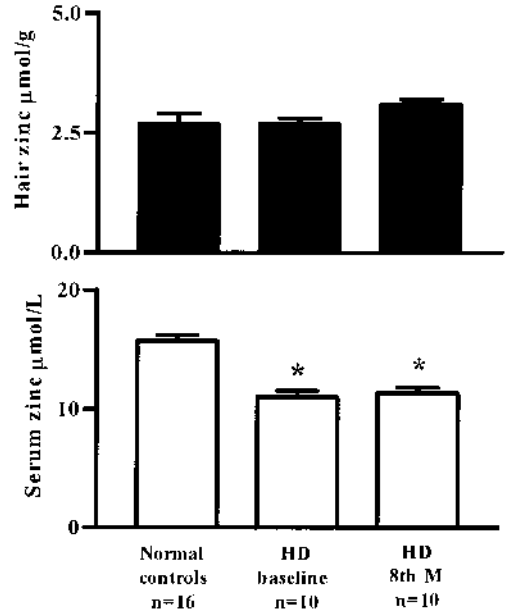 Hair zinc µmol/g
5.0
2.5
0.0
Serum zinc µmol/L
20
10
0
*
*
Normal
controls
n=16
HD
baseline
n=10
HD
8th M
n=10